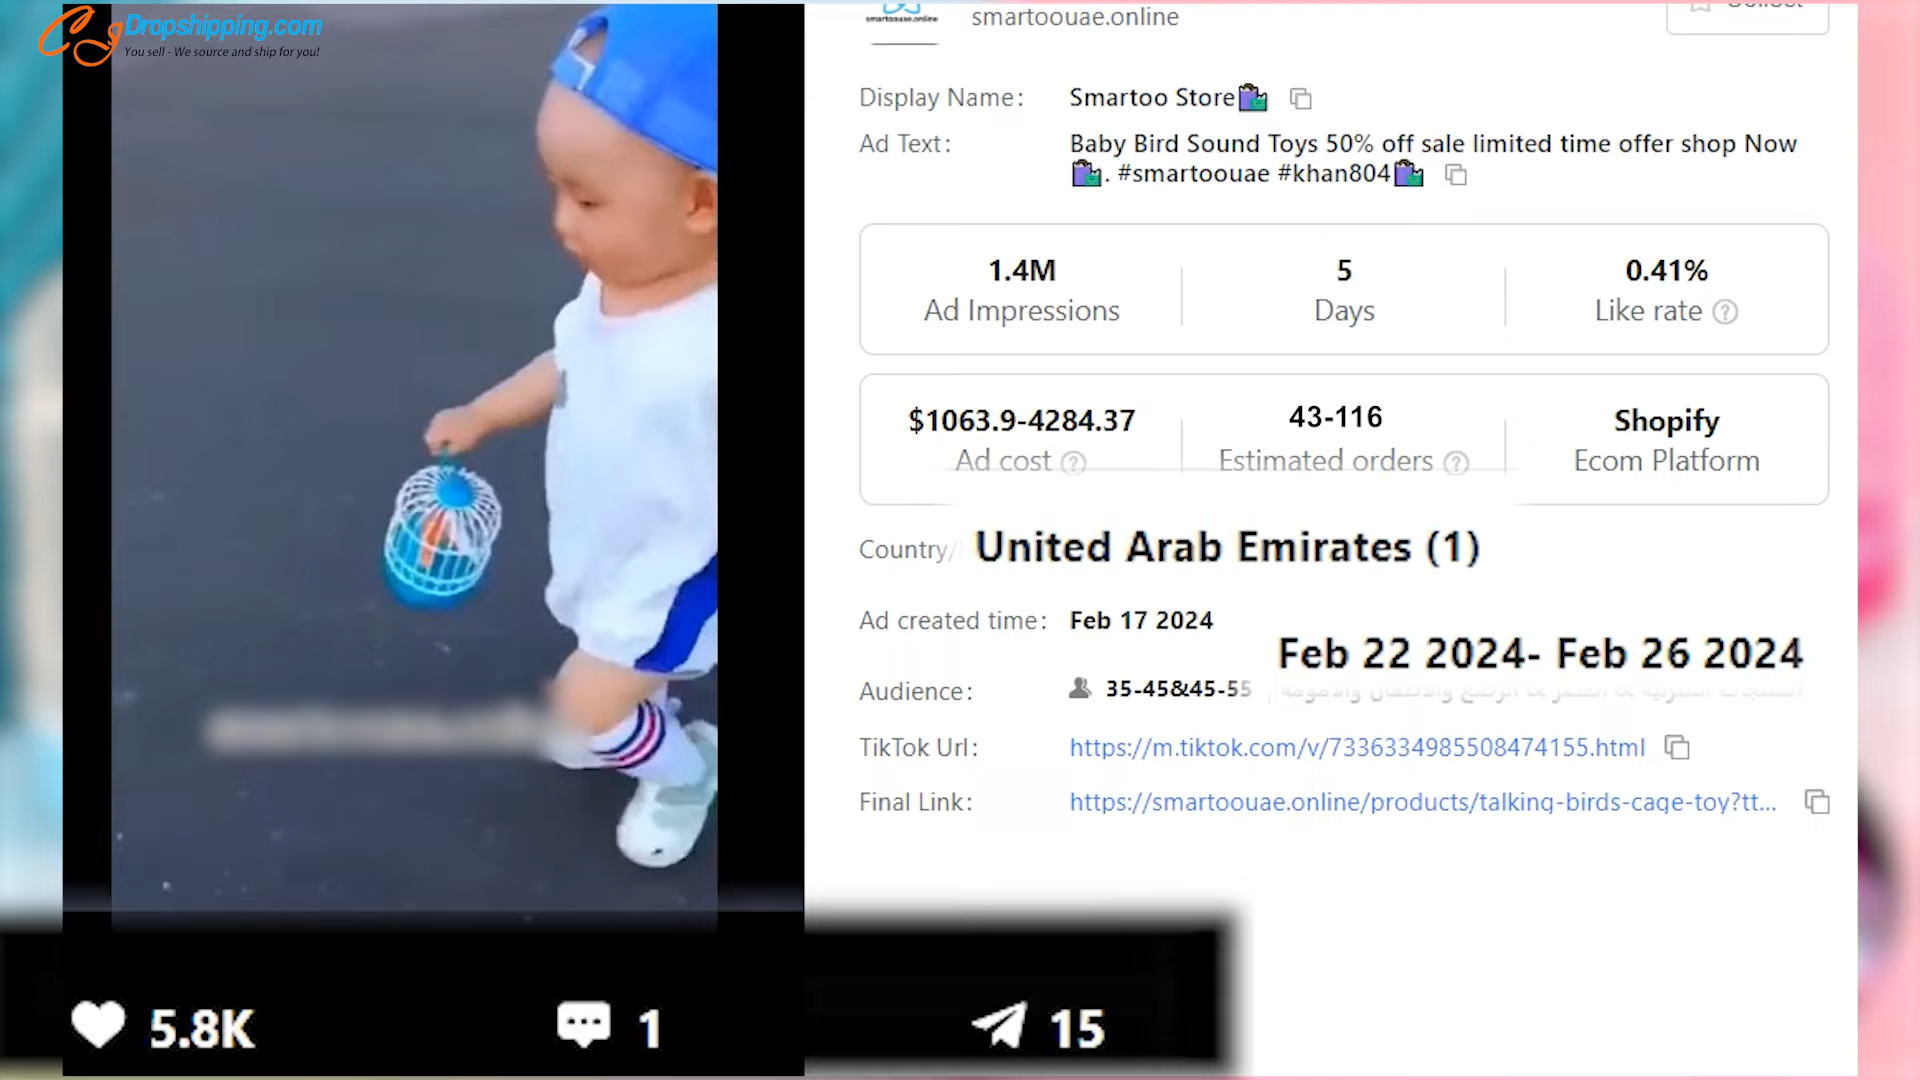 CJDropshipping.com
You sell - We source and ship for you!
smartoouae.online
smartoouae.online
Display Name:
Smartoo Store
Ad Text:
Baby Bird Sound Toys 50% off sale limited time offer shop Now
. #smartoouae #khan804
1.4M
Ad Impressions
5
Days
0.41%
Like rate
$1063.9-4284.37
Ad cost
43-116
Estimated orders
Shopify
Ecom Platform
Country/
United Arab Emirates (1)
Ad created time:
Feb 17 2024
Feb 22 2024- Feb 26 2024
Audience:
35-45&45-55
TikTok Url:
https://m.tiktok.com/v/7336334985508474155.html
Final Link:
https://smartoouae.online/products/talking-birds-cage-toy?tt...
5.8K
1
15